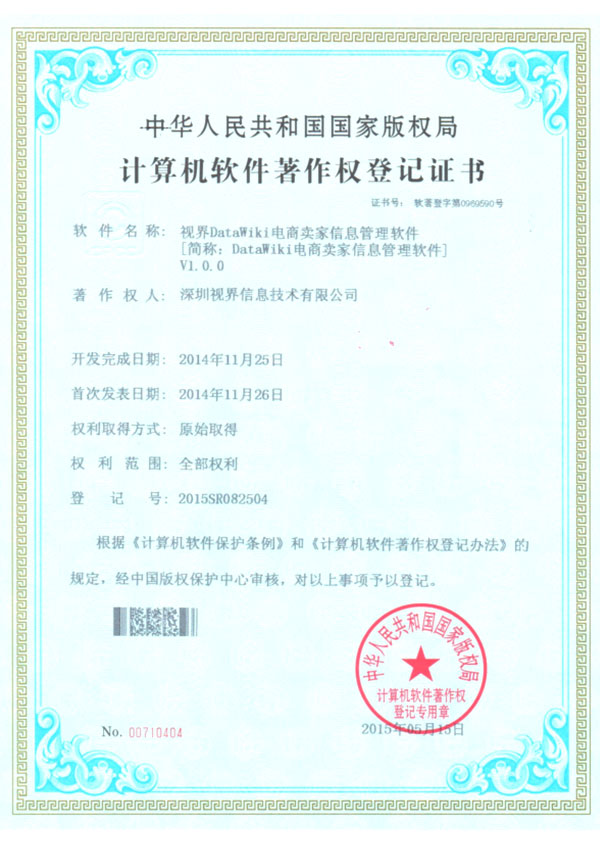 中华人民共和国国家版权局
计算机软件著作权登记证书
证书号： 软著登字第0969590号
软件名称： 视界DataWiki电商卖家信息管理软件
[简称：DataWiki电商卖家信息管理软件]
V1.0.0
著作权人： 深圳视界信息技术有限公司
开发完成日期： 2014年11月25日
首次发表日期： 2014年11月26日
权利取得方式： 原始取得
权利范围： 全部权利
登记号： 2015SR082504
根据《计算机软件保护条例》和《计算机软件著作权登记办法》的
规定，经中国版权保护中心审核，对以上事项予以登记。
中华人民共和国国家版权局
计算机软件著作权
登记专用章
No. 00710404
2015年05月15日